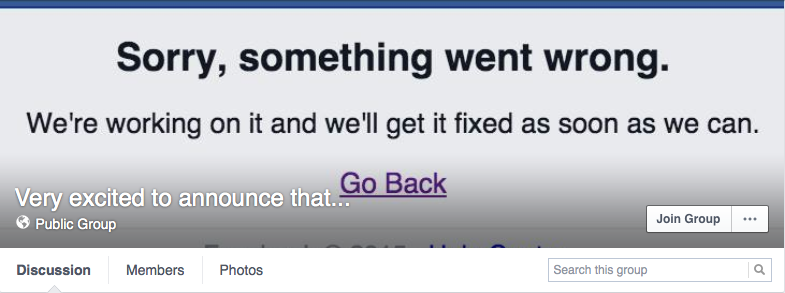 Sorry, something went wrong.
We're working on it and we'll get it fixed as soon as we can.
Go Back
Very excited to announce that...
Public Group
Join Group
Discussion
Members
Photos
Search this group